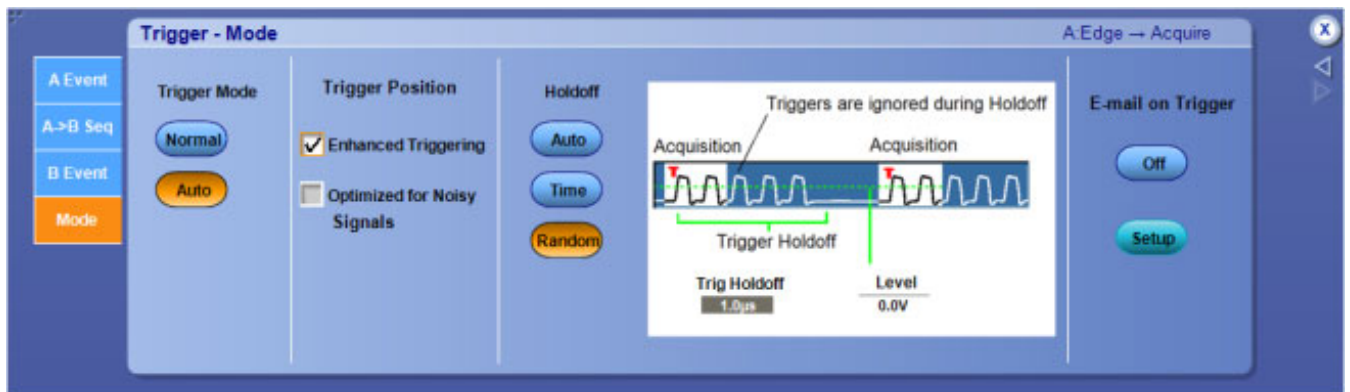 Trigger - Mode
A:Edge → Acquire
X
A Event
A->B Seq
B Event
Mode
Trigger Mode
Normal
Auto
Trigger Position
Enhanced Triggering
Optimized for Noisy
Signals
Holdoff
Auto
Time
Random
Triggers are ignored during Holdoff
Acquisition
Acquisition
T
T
Trigger Holdoff
Trig Holdoff
1.0µs
Level
0.0V
E-mail on Trigger
Off
Setup